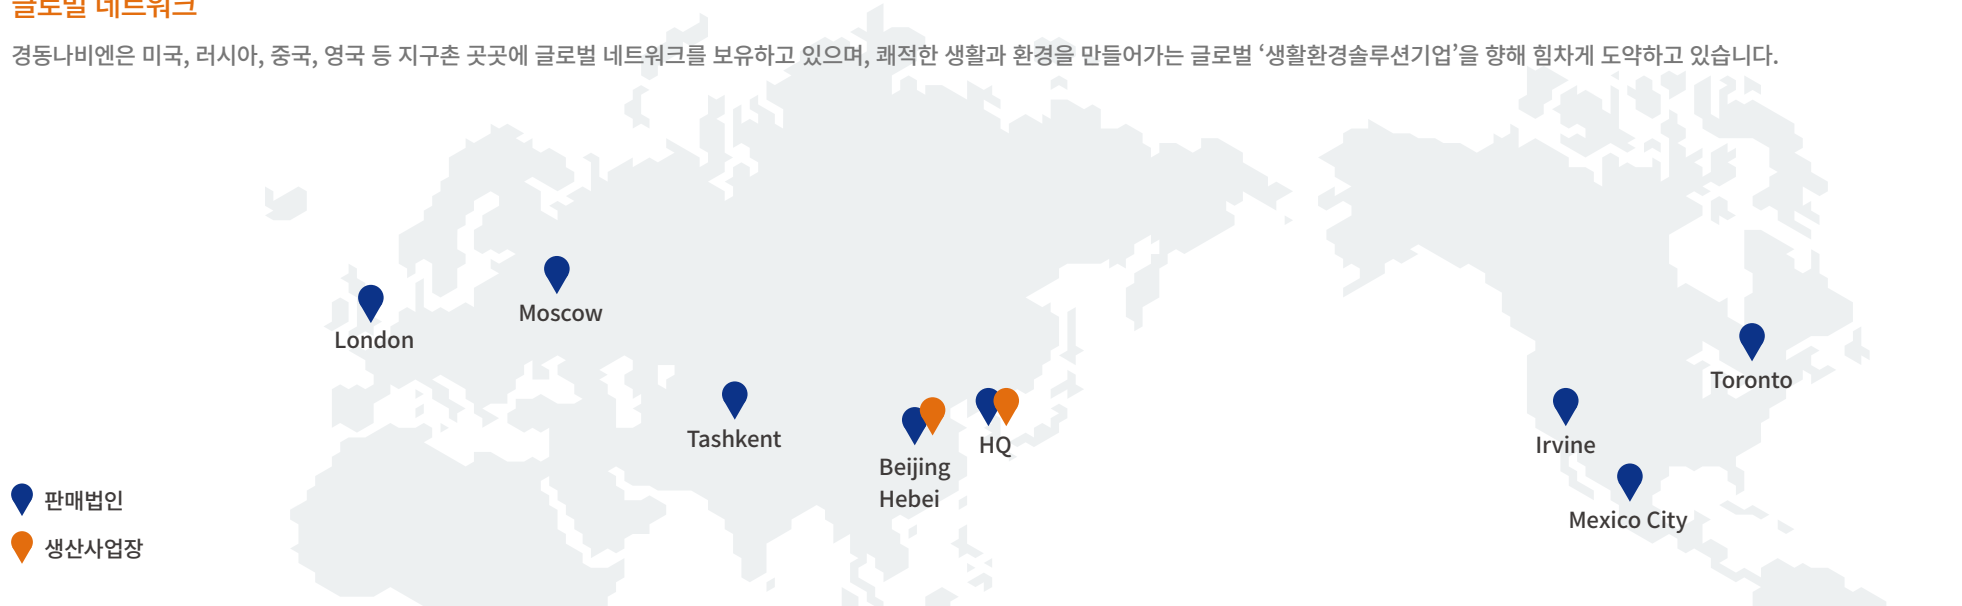 글로벌 네트워크
경동나비엔은 미국, 러시아, 중국, 영국 등 지구촌 곳곳에 글로벌 네트워크를 보유하고 있으며, 쾌적한 생활과 환경을 만들어가는 글로벌 ‘생활환경솔루션기업’을 향해 힘차게 도약하고 있습니다.
Moscow
London
Toronto
Tashkent
HQ
Irvine
Beijing
Hebei
Mexico City
판매법인
생산사업장